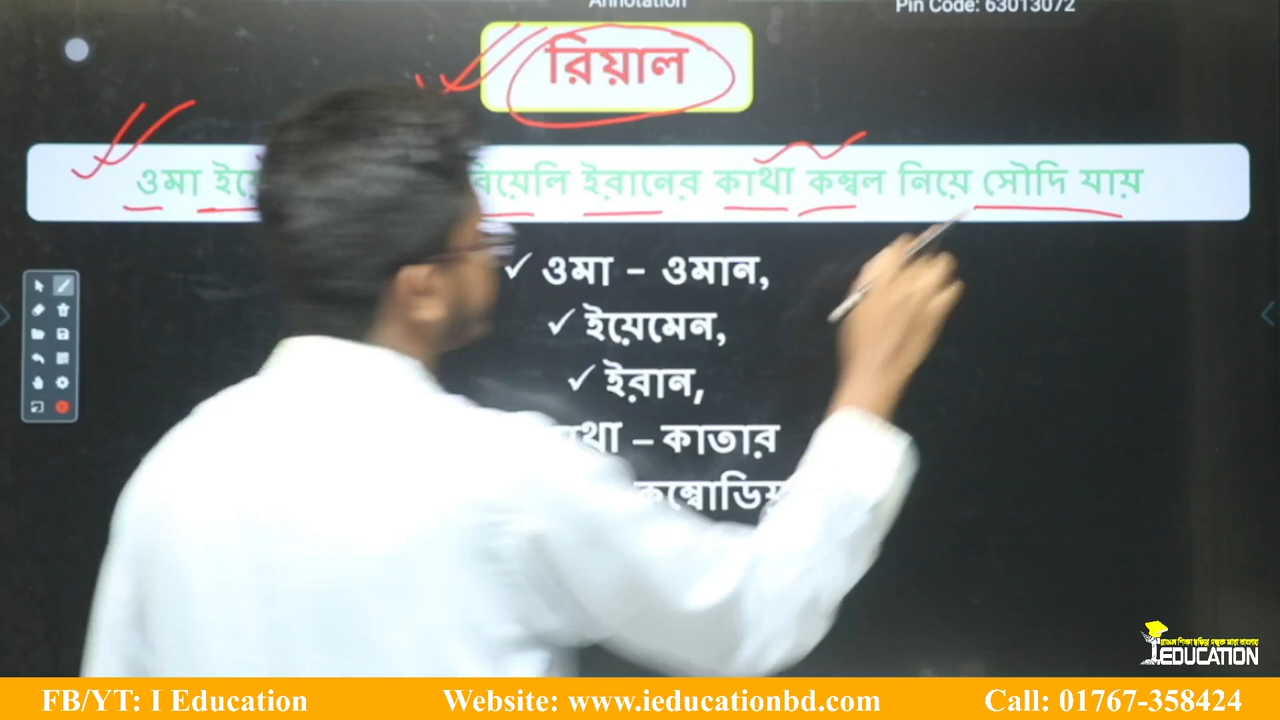 Annotation
Pin Code: 63013072
রিয়াল
ওমা রিয়েলি ইরানের কাথা কম্বল নিয়ে সৌদি যায়
✓ ওমা – ওমান,
✓ ইয়েমেন,
✓ ইরান,
– কাতার
IEDUCATION
FB/YT: I Education
Website: www.ieducationbd.com
Call: 01767-358424